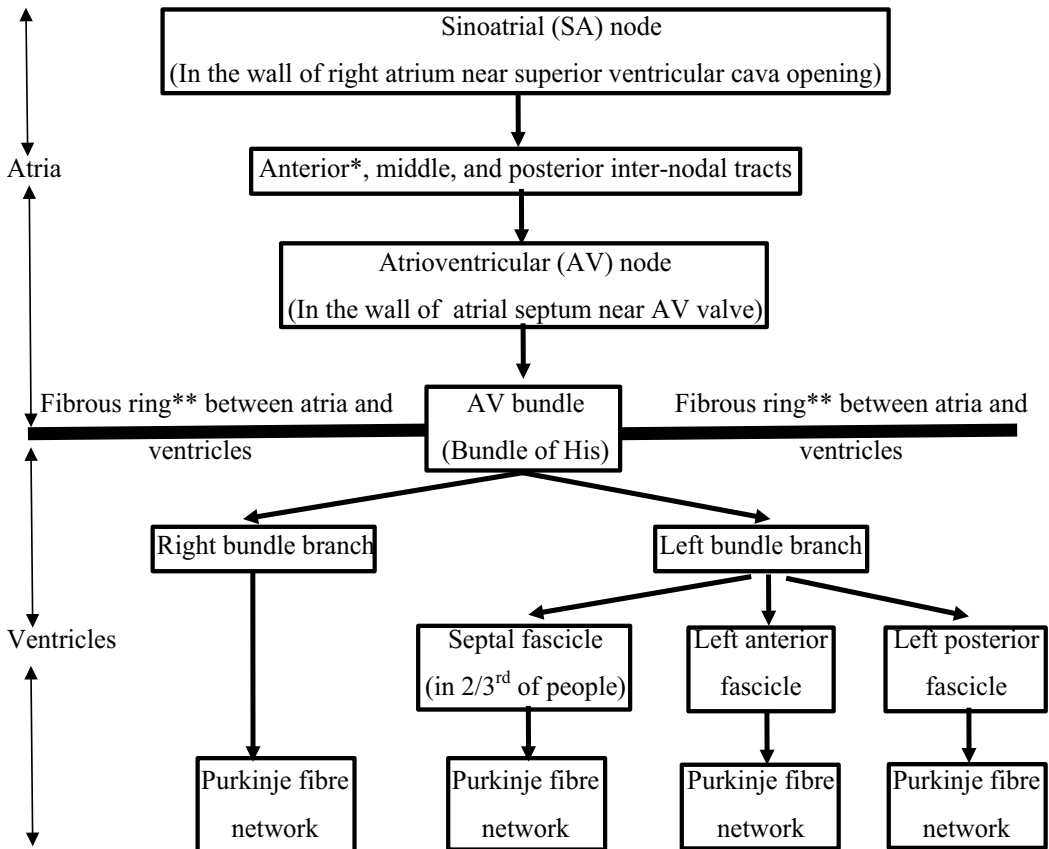 Sinoatrial (SA) node
(In the wall of right atrium near superior ventricular cava opening)
Atria
Anterior*, middle, and posterior inter-nodal tracts
Atrioventricular (AV) node
(In the wall of  atrial septum near AV valve)
Fibrous ring** between atria and
ventricles
AV bundle
(Bundle of His)
Fibrous ring** between atria and
ventricles
Right bundle branch
Left bundle branch
Ventricles
Septal fascicle
(in 2/3rd of people)
Left anterior
fascicle
Left posterior
fascicle
Purkinje fibre
network
Purkinje fibre
network
Purkinje fibre
network
Purkinje fibre
network